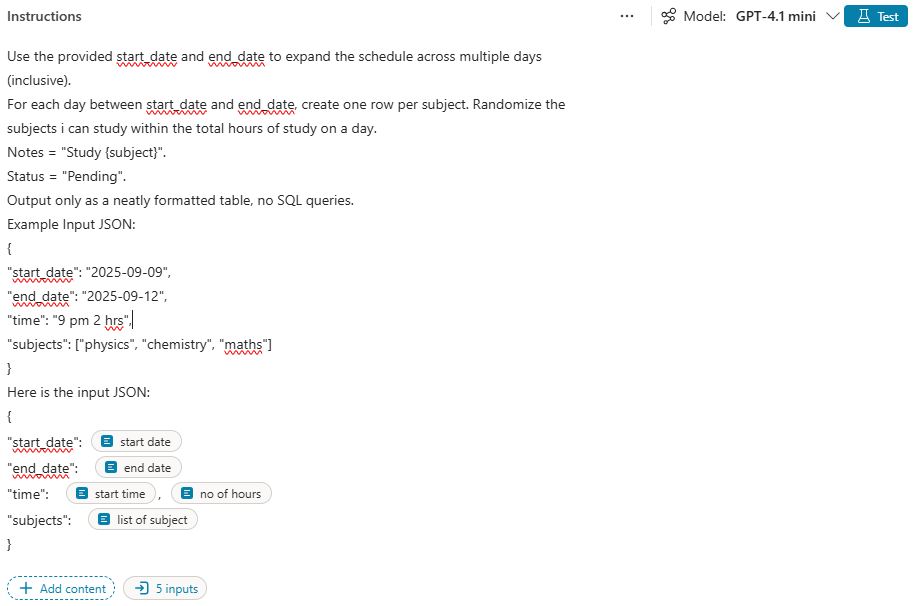 Instructions
Model: GPT-4.1 mini
Test
Use the provided start_date and end_date to expand the schedule across multiple days
(inclusive).
For each day between start_date and end_date, create one row per subject. Randomize the
subjects i can study within the total hours of study on a day.
Notes = "Study {subject}".
Status = "Pending".
Output only as a neatly formatted table, no SQL queries.
Example Input JSON:
{
"start_date": "2025-09-09",
"end_date": "2025-09-12",
"time": "9 pm 2 hrs",
"subjects": ["physics", "chemistry", "maths"]
}
Here is the input JSON:
{
"start_date": start date
"end_date": end date
"time": start time , no of hours
"subjects": list of subject
}
Add content 5 inputs